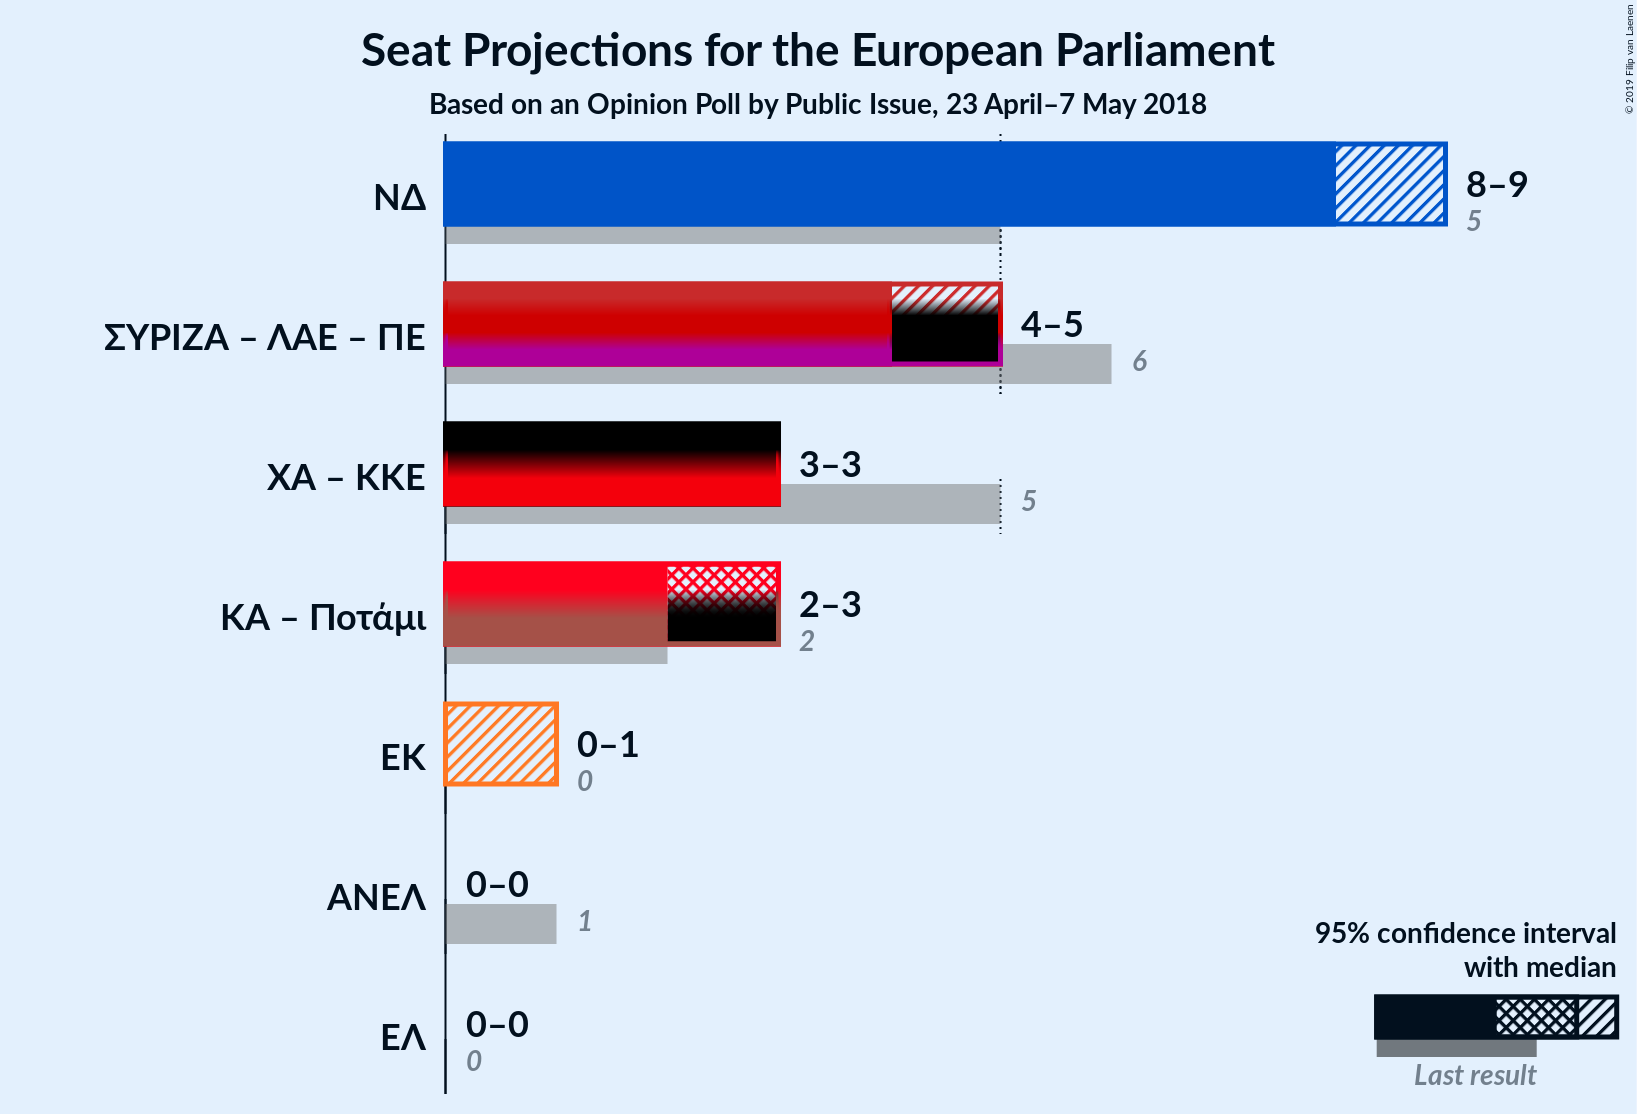 Seat Projections for the European Parliament
Based on an Opinion Poll by Public Issue, 23 April–7 May 2018
© 2019 Filip van Laenen
ΝΔ
8–9
5
ΣΥΡΙΖΑ – ΛΑΕ – ΠΕ
4–5
6
ΧΑ – ΚΚΕ
3–3
5
ΚΑ – Ποτάμι
2–3
2
ΕΚ
0–1
0
ΑΝΕΛ
0–0
1
ΕΛ
0–0
0
95% confidence interval
with median
Last result